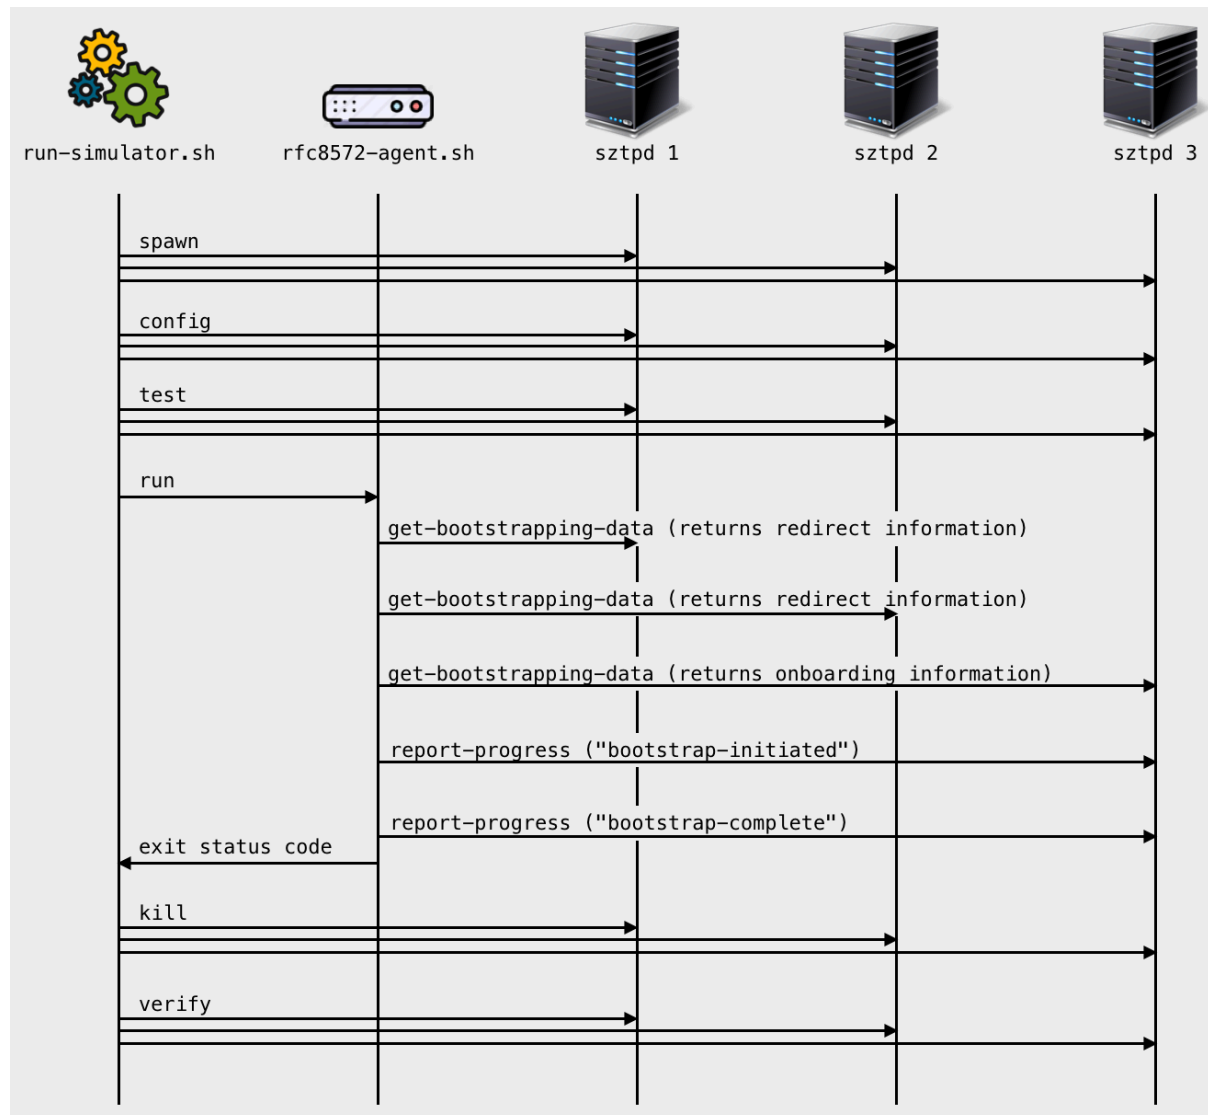 run-simulator.sh
rfc8572-agent.sh
sztpd 1
sztpd 2
sztpd 3
spawn
config
test
run
get-bootstrapping-data (returns redirect information)
get-bootstrapping-data (returns redirect information)
get-bootstrapping-data (returns onboarding information)
report-progress ("bootstrap-initiated")
report-progress ("bootstrap-complete")
exit status code
kill
verify